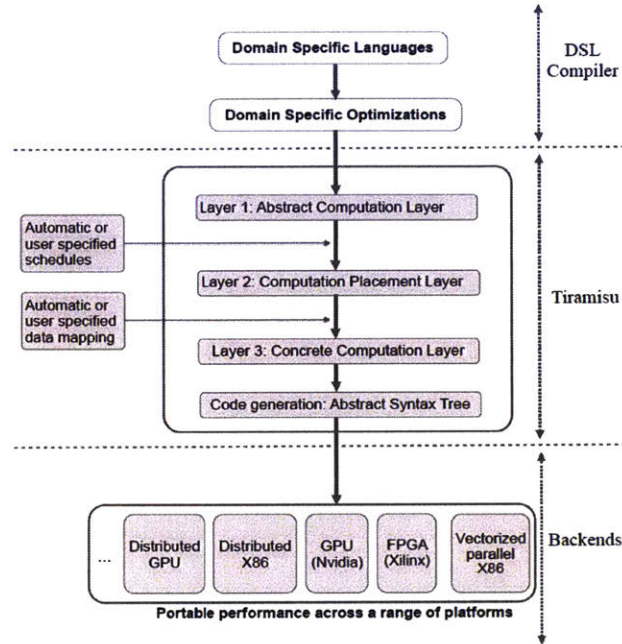 Domain Specific Languages
DSL
Compiler
Domain Specific Optimizations
Layer 1: Abstract Computation Layer
Automatic or
user specified
schedules
Layer 2: Computation Placement Layer
Automatic or
user specified
data mapping
Tiramisu
Layer 3: Concrete Computation Layer
Code generation: Abstract Syntax Tree
...
Distributed
GPU
Distributed
X86
GPU
(Nvidia)
FPGA
(Xilinx)
Vectorized
parallel
X86
Backends
Portable performance across a range of platforms